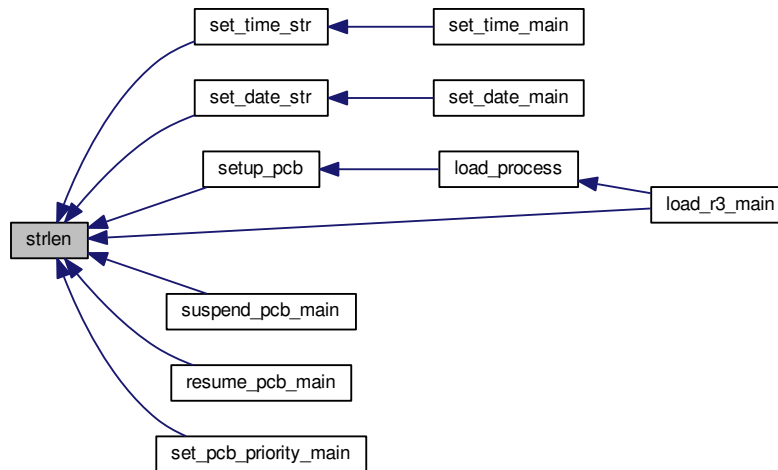 set_time_str
set_time_main
set_date_str
set_date_main
setup_pcb
load_process
load_r3_main
strlen
suspend_pcb_main
resume_pcb_main
set_pcb_priority_main